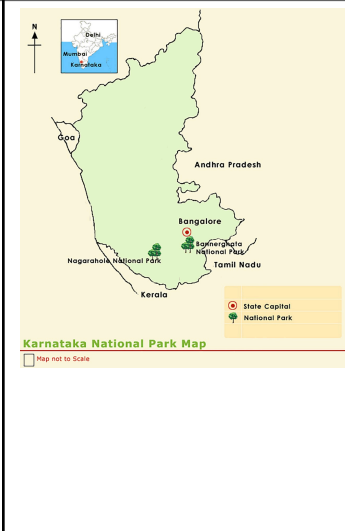 N
Delhi
Mumbai
Karnataka
Goa
Andhra Pradesh
Bangalore
Bannerghata
National Park
Nagarahole National Park
Tamil Nadu
Kerala
State Capital
National Park
Karnataka National Park Map
Map not to Scale